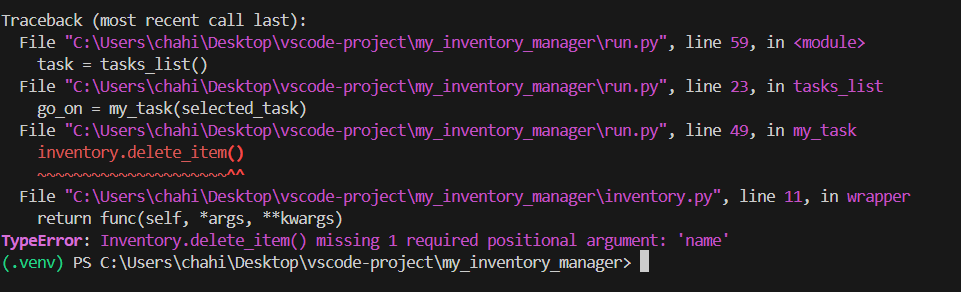 Traceback (most recent call last):
  File "C:\Users\chahi\Desktop\vscode-project\my_inventory_manager\run.py", line 59, in <module>
    task = tasks_list()
  File "C:\Users\chahi\Desktop\vscode-project\my_inventory_manager\run.py", line 23, in tasks_list
    go_on = my_task(selected_task)
  File "C:\Users\chahi\Desktop\vscode-project\my_inventory_manager\run.py", line 49, in my_task
    inventory.delete_item()
    ~~~~~~~~~~~~~~~~~~~~~^^
  File "C:\Users\chahi\Desktop\vscode-project\my_inventory_manager\inventory.py", line 11, in wrapper
    return func(self, *args, **kwargs)
TypeError: Inventory.delete_item() missing 1 required positional argument: 'name'
(.venv) PS C:\Users\chahi\Desktop\vscode-project\my_inventory_manager>